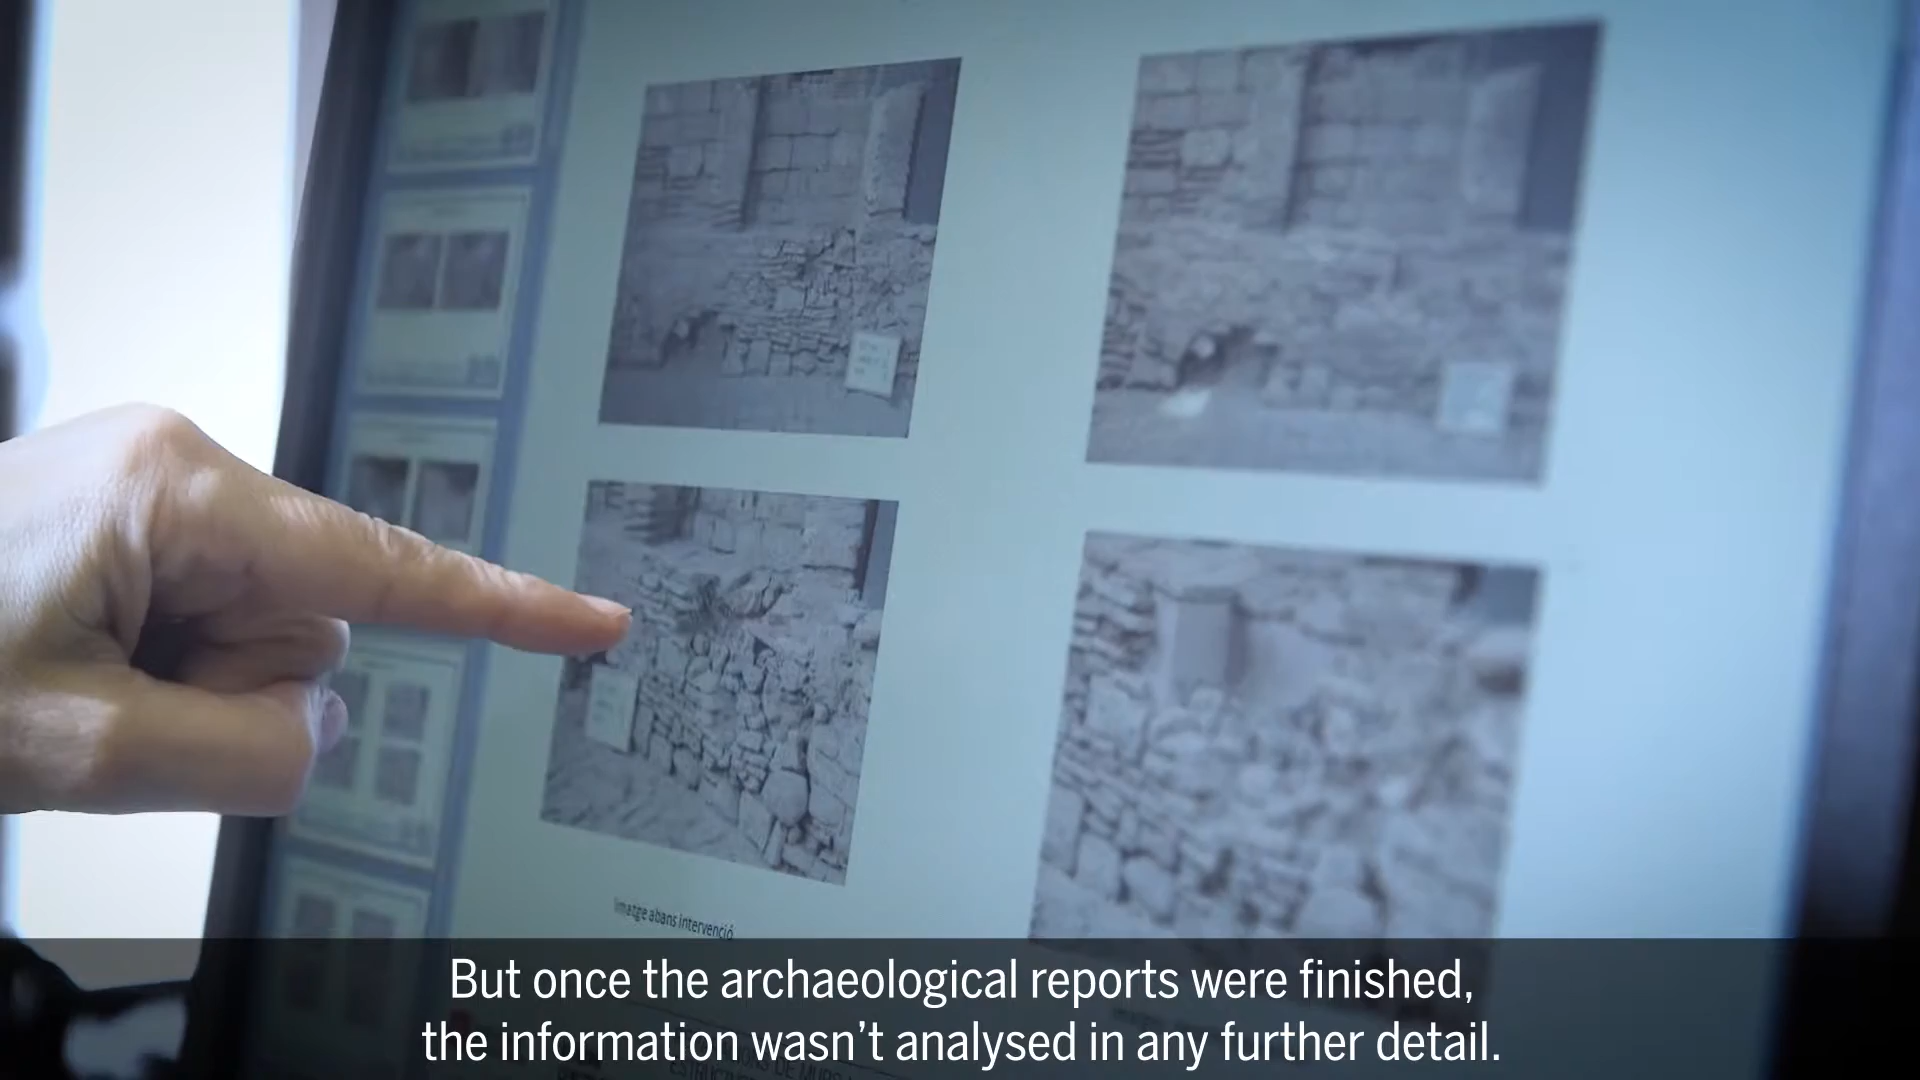 Imatge abans intervenció
But once the archaeological reports were finished,
the information wasn't analysed in any further detail.